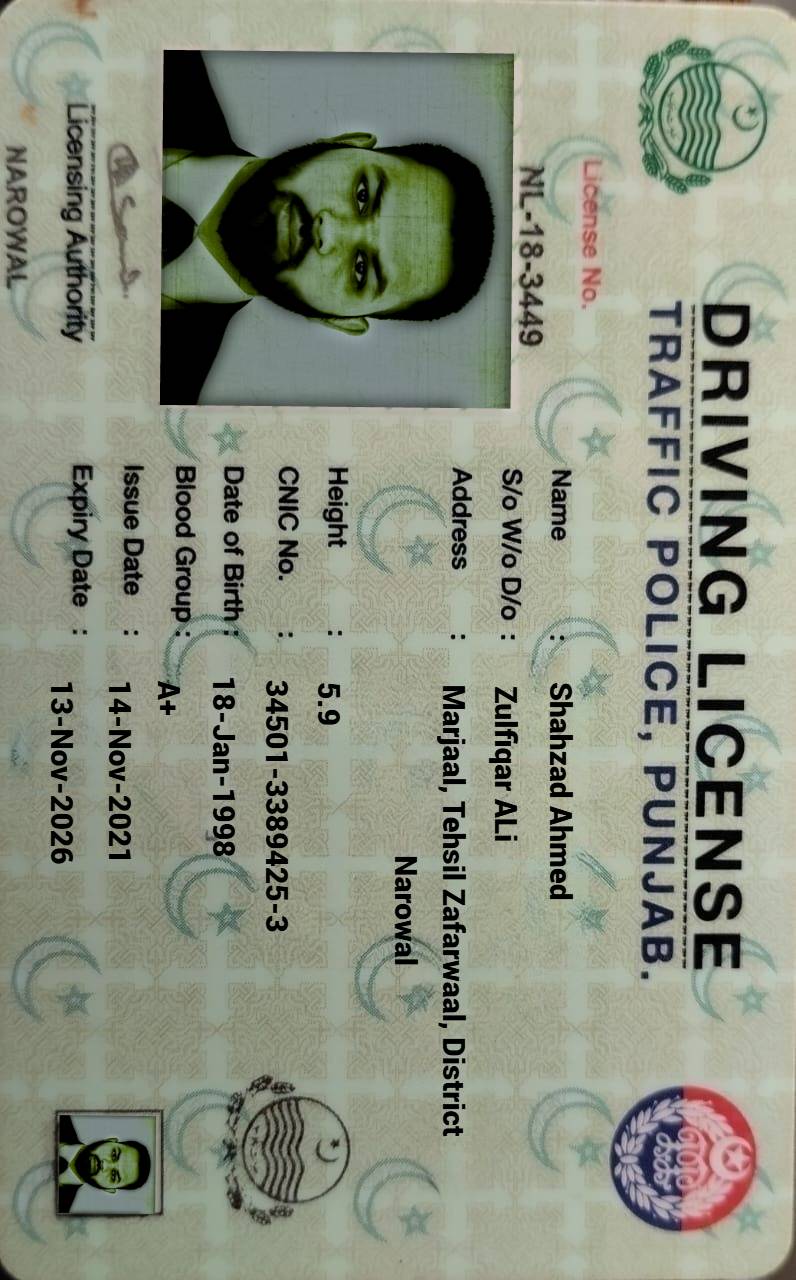 DRIVING LICENSE
TRAFFIC POLICE, PUNJAB.
License No.
NL-18-3449
Name : Shahzad Ahmed
S/o W/o D/o : Zulfiqar ALi
Address : Marjaal, Tehsil Zafarwaal, District
Narowal
Height : 5.9
CNIC No. : 34501-3389425-3
Date of Birth : 18-Jan-1998
Blood Group : A+
Issue Date : 14-Nov-2021
Expiry Date : 13-Nov-2026
Licensing Authority
NAROWAL